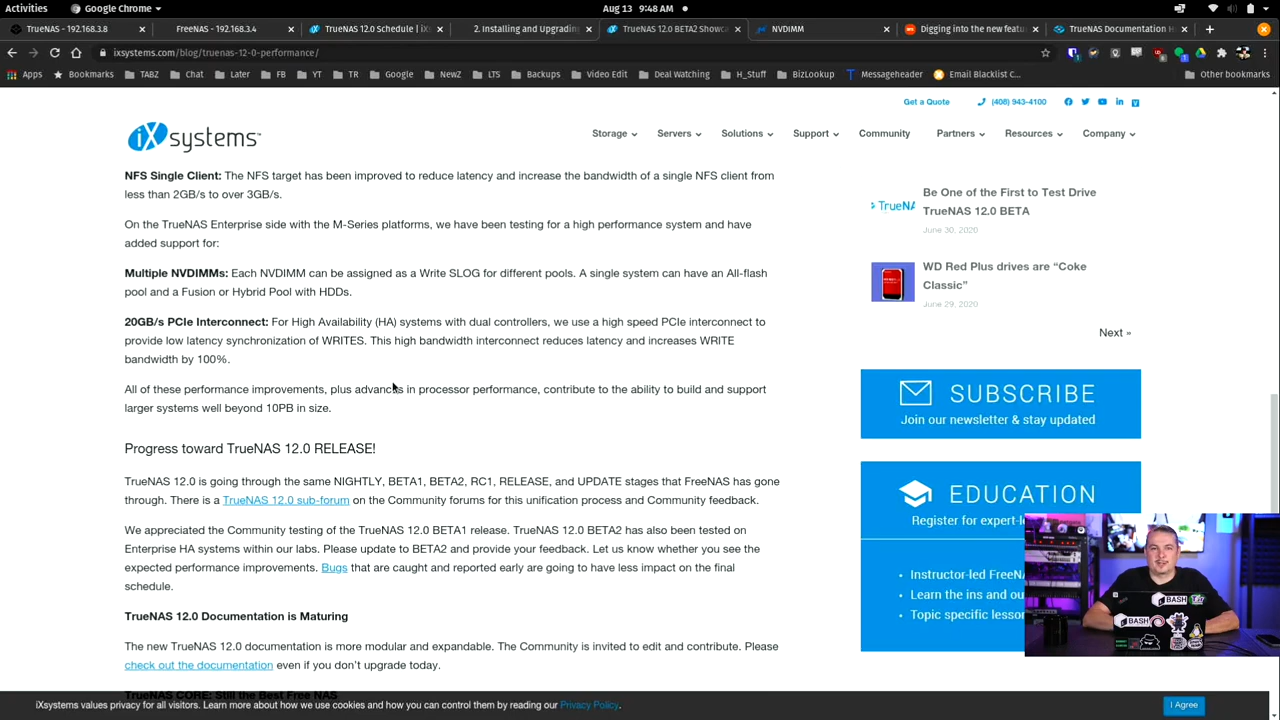 Activities
Google Chrome
Aug 13 9:48 AM
TrueNAS - 192.168.3.8
FreeNAS - 192.168.3.4
TrueNAS 12.0 Schedule | iX
2. Installing and Upgrading
TrueNAS 12.0 BETA2 Showca
NVDIMM
Digging into the new featu
TrueNAS Documentation H
ixsystems.com/blog/truenas-12-0-performance/
Apps
Bookmarks
TABZ
Chat
Later
FB
YT
TR
Google
NewZ
LTS
Backups
Video Edit
Deal Watching
H_Stuff
BizLookup
Messageheader
Email Blacklist C...
Other bookmarks
Get a Quote
(408) 943-4100
iXsystems
Storage
Servers
Solutions
Support
Community
Partners
Resources
Company
NFS Single Client: The NFS target has been improved to reduce latency and increase the bandwidth of a single NFS client from
less than 2GB/s to over 3GB/s.
On the TrueNAS Enterprise side with the M-Series platforms, we have been testing for a high performance system and have
added support for:
Multiple NVDIMMs: Each NVDIMM can be assigned as a Write SLOG for different pools. A single system can have an All-flash
pool and a Fusion or Hybrid Pool with HDDs.
20GB/s PCIe Interconnect: For High Availability (HA) systems with dual controllers, we use a high speed PCIe interconnect to
provide low latency synchronization of WRITES. This high bandwidth interconnect reduces latency and increases WRITE
bandwidth by 100%.
All of these performance improvements, plus advances in processor performance, contribute to the ability to build and support
larger systems well beyond 10PB in size.
Progress toward TrueNAS 12.0 RELEASE!
TrueNAS 12.0 is going through the same NIGHTLY, BETA1, BETA2, RC1, RELEASE, and UPDATE stages that FreeNAS has gone
through. There is a TrueNAS 12.0 sub-forum on the Community forums for this unification process and Community feedback.
We appreciated the Community testing of the TrueNAS 12.0 BETA1 release. TrueNAS 12.0 BETA2 has also been tested on
Enterprise HA systems within our labs. Please update to BETA2 and provide your feedback. Let us know whether you see the
expected performance improvements. Bugs that are caught and reported early are going to have less impact on the final
schedule.
TrueNAS 12.0 Documentation is Maturing
The new TrueNAS 12.0 documentation is more modular and expandable. The Community is invited to edit and contribute. Please
check out the documentation even if you don't upgrade today.
TrueNAS CORE: Still the Best Free NAS
TrueNA
Be One of the First to Test Drive
TrueNAS 12.0 BETA
June 30, 2020
WD Red Plus drives are “Coke
Classic”
June 29, 2020
Next »
SUBSCRIBE
Join our newsletter & stay updated
EDUCATION
Register for expert-l
Instructor-led FreeNA
Learn the ins and ou
Topic specific lesson
BASH
BASH
iXsystems values privacy for all visitors. Learn more about how we use cookies and how you can control them by reading our Privacy Policy.
I Agree